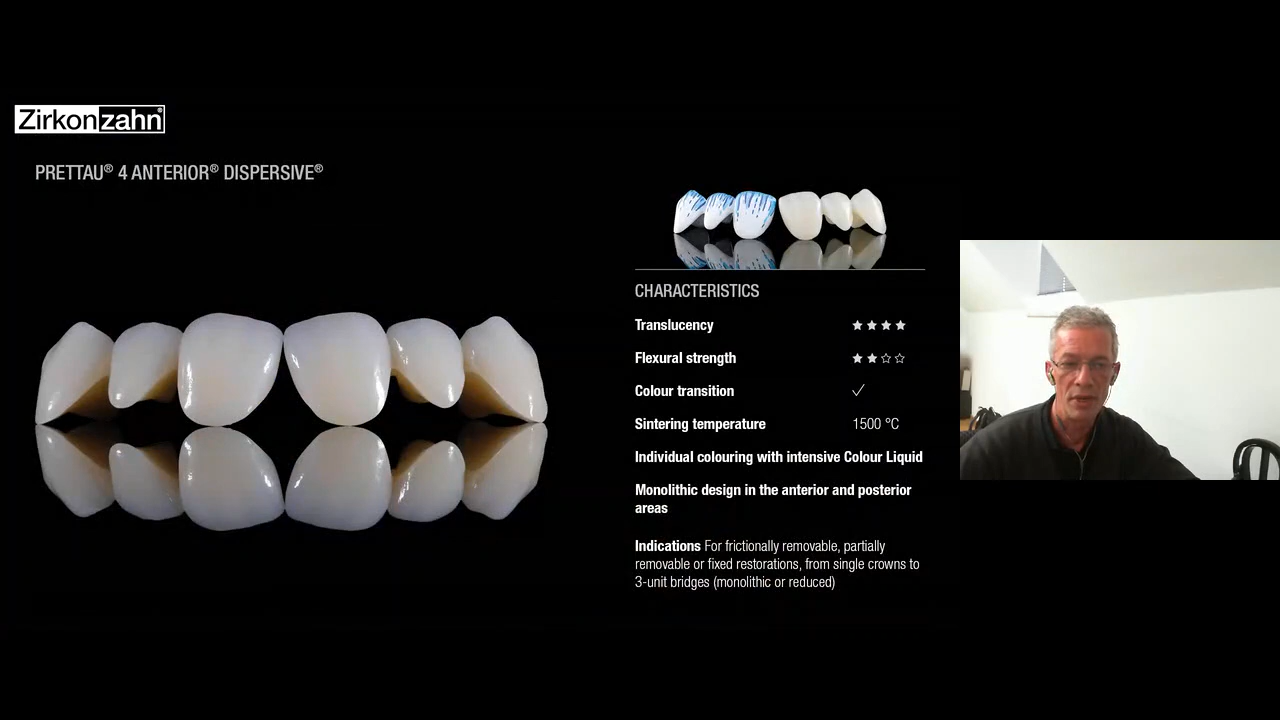 Zirkonzahn®
PRETTAU® 4 ANTERIOR® DISPERSIVE®
CHARACTERISTICS
Translucency ★★★★
Flexural strength ★★☆☆
Colour transition ✓
Sintering temperature 1500 °C
Individual colouring with intensive Colour Liquid
Monolithic design in the anterior and posterior
areas
Indications For frictionally removable, partially
removable or fixed restorations, from single crowns to
3-unit bridges (monolithic or reduced)